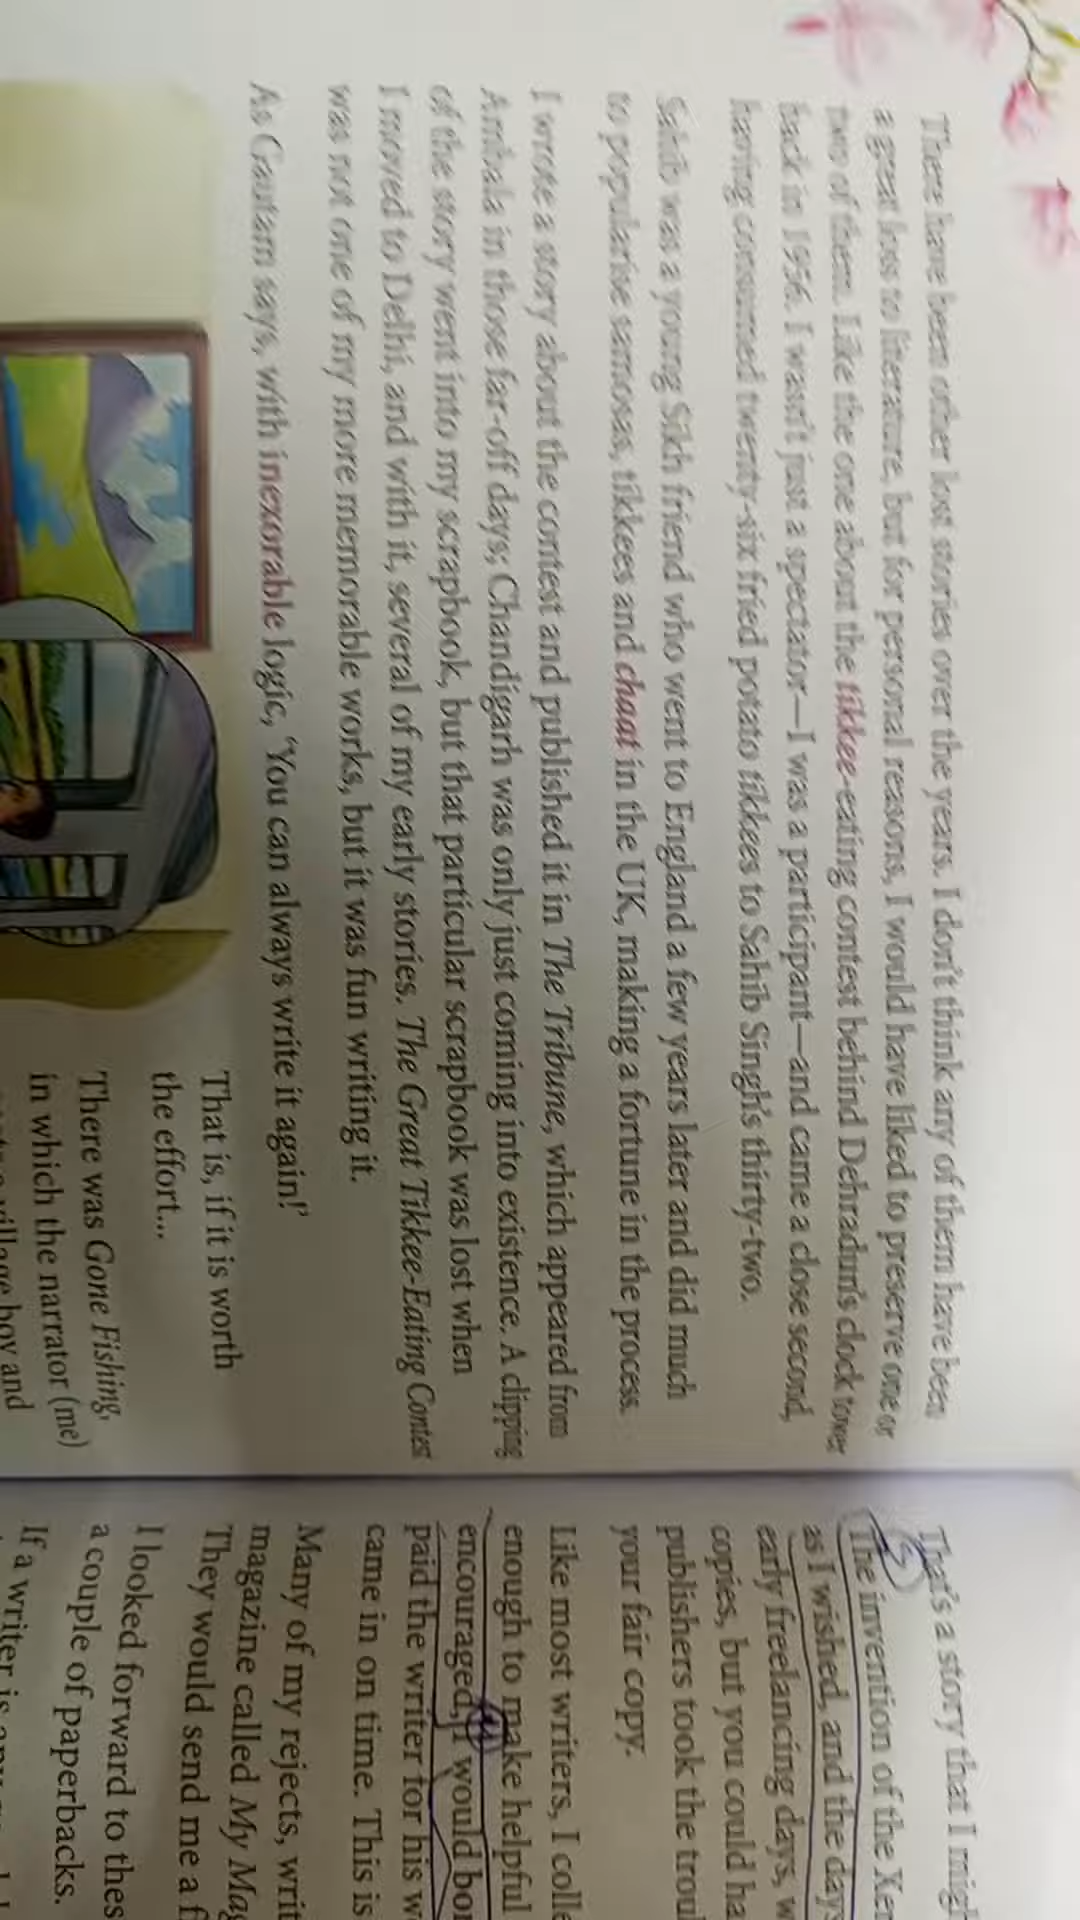 There have been other lost stories over the years. I don't think any of them have been
a great loss to literature, but for personal reasons, I would have liked to preserve one or
two of them. Like the one about the tikkee-eating contest behind Dehradun's clock tower
back in 1956. I wasn't just a spectator—I was a participant—and came a close second,
having consumed twenty-six fried potato tikkees to Sahib Singh's thirty-two.
Sahib was a young Sikh friend who went to England a few years later and did much
to popularise samosas, tikkees and chaat in the UK, making a fortune in the process.
I wrote a story about the contest and published it in The Tribune, which appeared from
Ambala in those far-off days; Chandigarh was only just coming into existence. A clipping
of the story went into my scrapbook, but that particular scrapbook was lost when
I moved to Delhi, and with it, several of my early stories. The Great Tikkee-Eating Contest
was not one of my more memorable works, but it was fun writing it.
As Gautam says, with inexorable logic, 'You can always write it again!'
That is, if it is worth
the effort...
There was Gone Fishing,
in which the narrator (me)
village boy and
That's a story that I
5
The invention of the
as I wished, and the days
early freelancing days,
copies, but you could
publishers took the
your fair copy.
Like most writers, I
enough to make helpful
encouraged, I would
paid the writer for his
came in on time. This is
Many of my rejects,
magazine called My
They would send me a
I looked forward to
a couple of paperbacks.
If a writer is